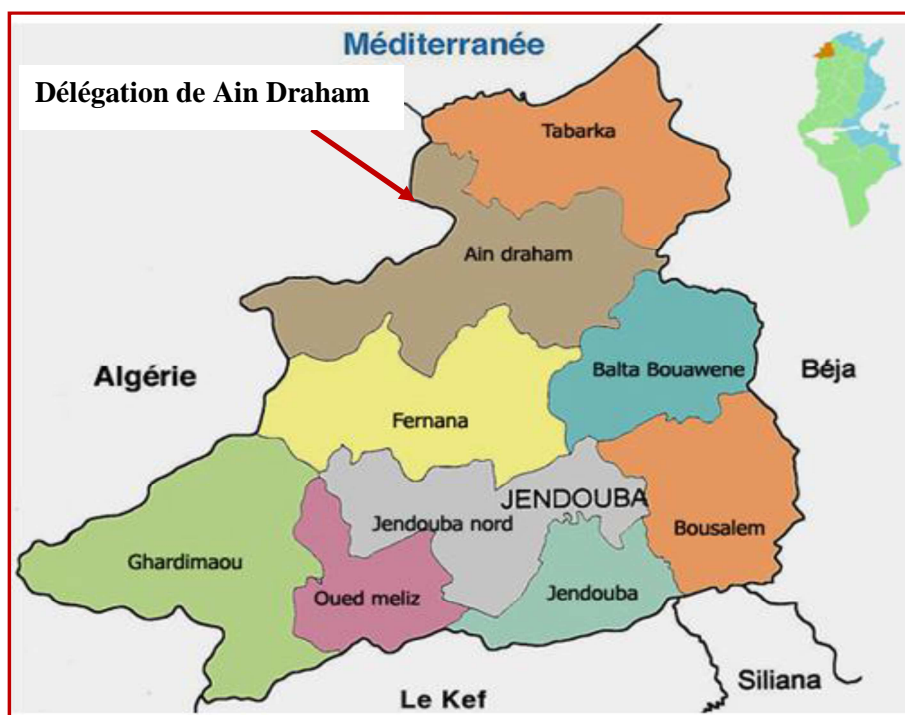 Méditerranée
Délégation de Ain Draham
Tabarka
Ain draham
Algérie
Balta Bouawene
Béja
Fernana
JENDOUBA
Jendouba nord
Bousalem
Ghardimaou
Oued meliz
Jendouba
Siliana
Le Kef